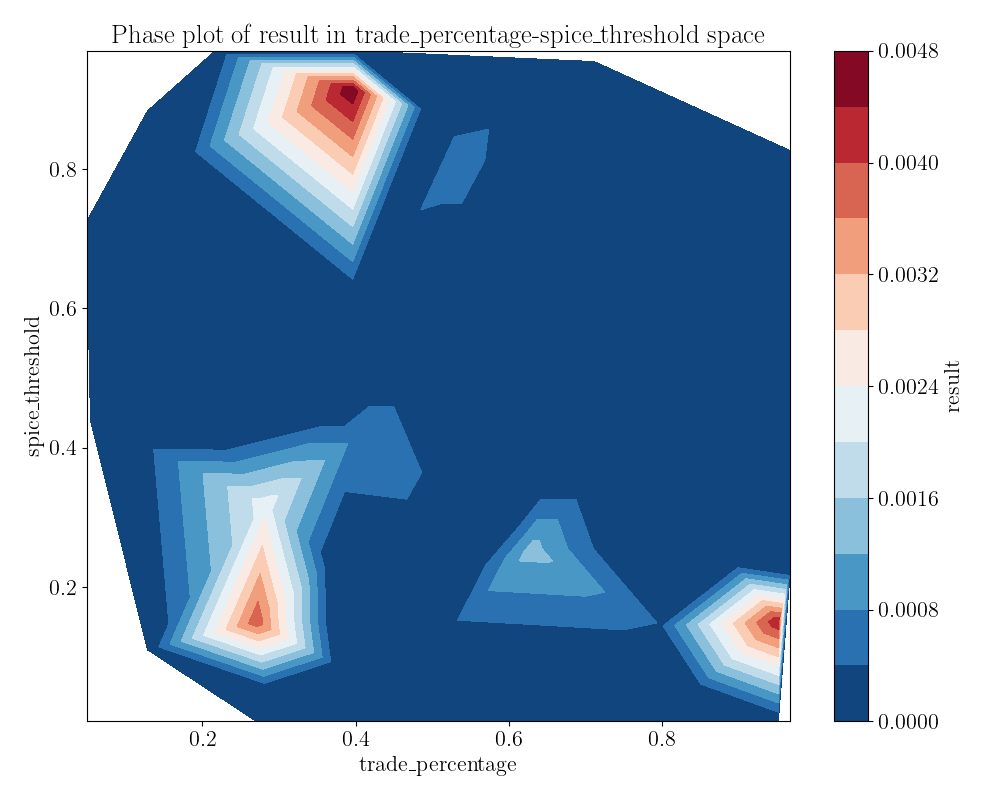 Phase plot of result in trade_percentage-spice_threshold space
spice_threshold
0.8
0.6
0.4
0.2
0.2 0.4 0.6 0.8
trade_percentage
0.0048
0.0040
0.0032
0.0024
0.0016
0.0008
0.0000
result